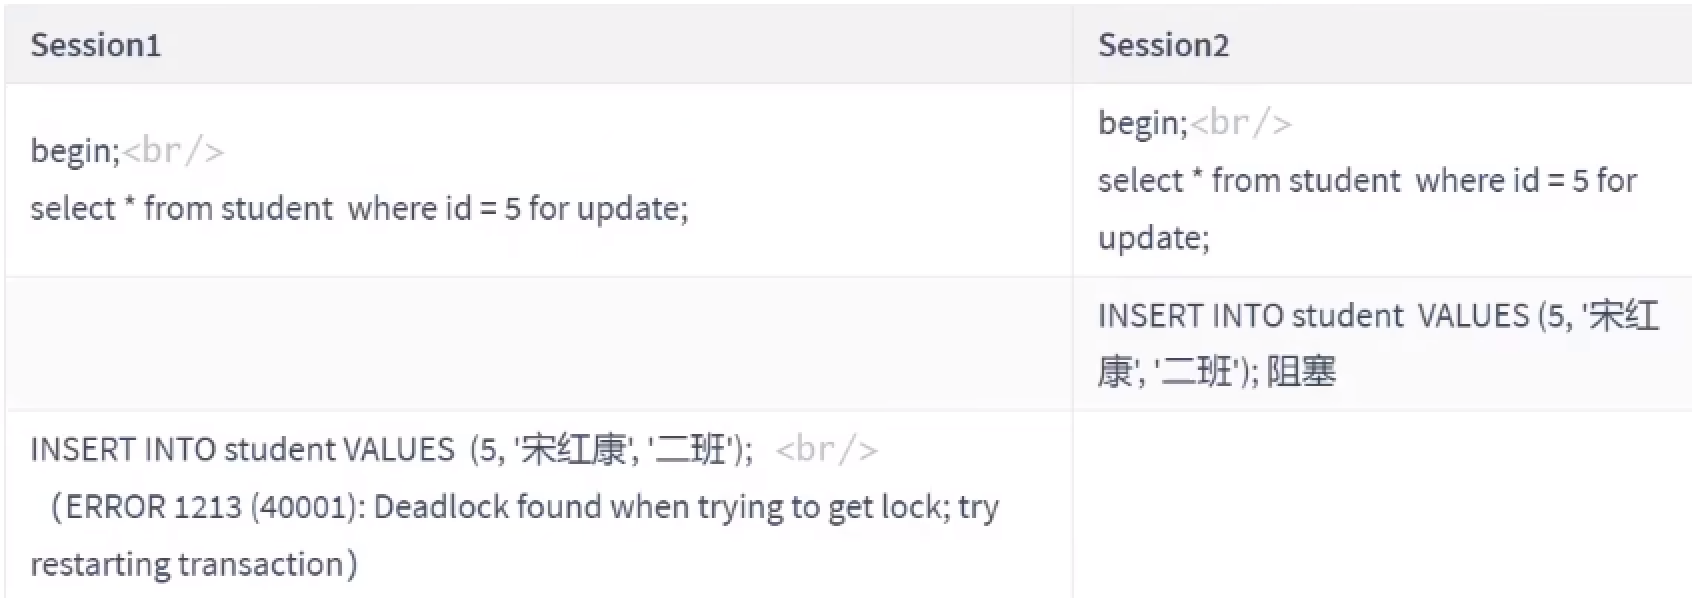 Session1
Session2
begin;<br/>
select * from student where id = 5 for update;
begin;<br/>
select * from student where id = 5 for
update;
INSERT INTO student VALUES (5, '宋红
康', '二班'); 阻塞
INSERT INTO student VALUES (5, '宋红康', '二班'); <br/>
（ERROR 1213 (40001): Deadlock found when trying to get lock; try
restarting transaction）